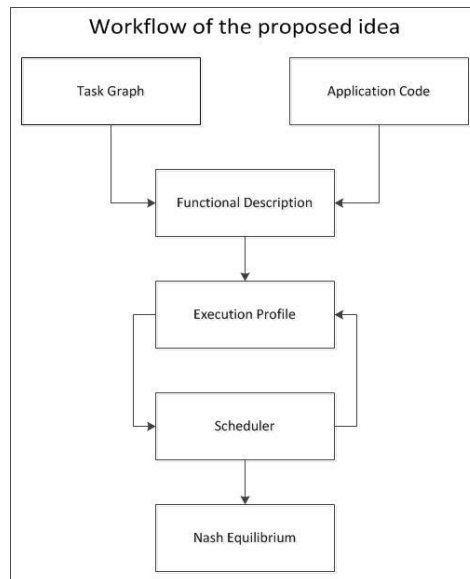 Workflow of the proposed idea
Task Graph
Application Code
Functional Description
Execution Profile
Scheduler
Nash Equilibrium